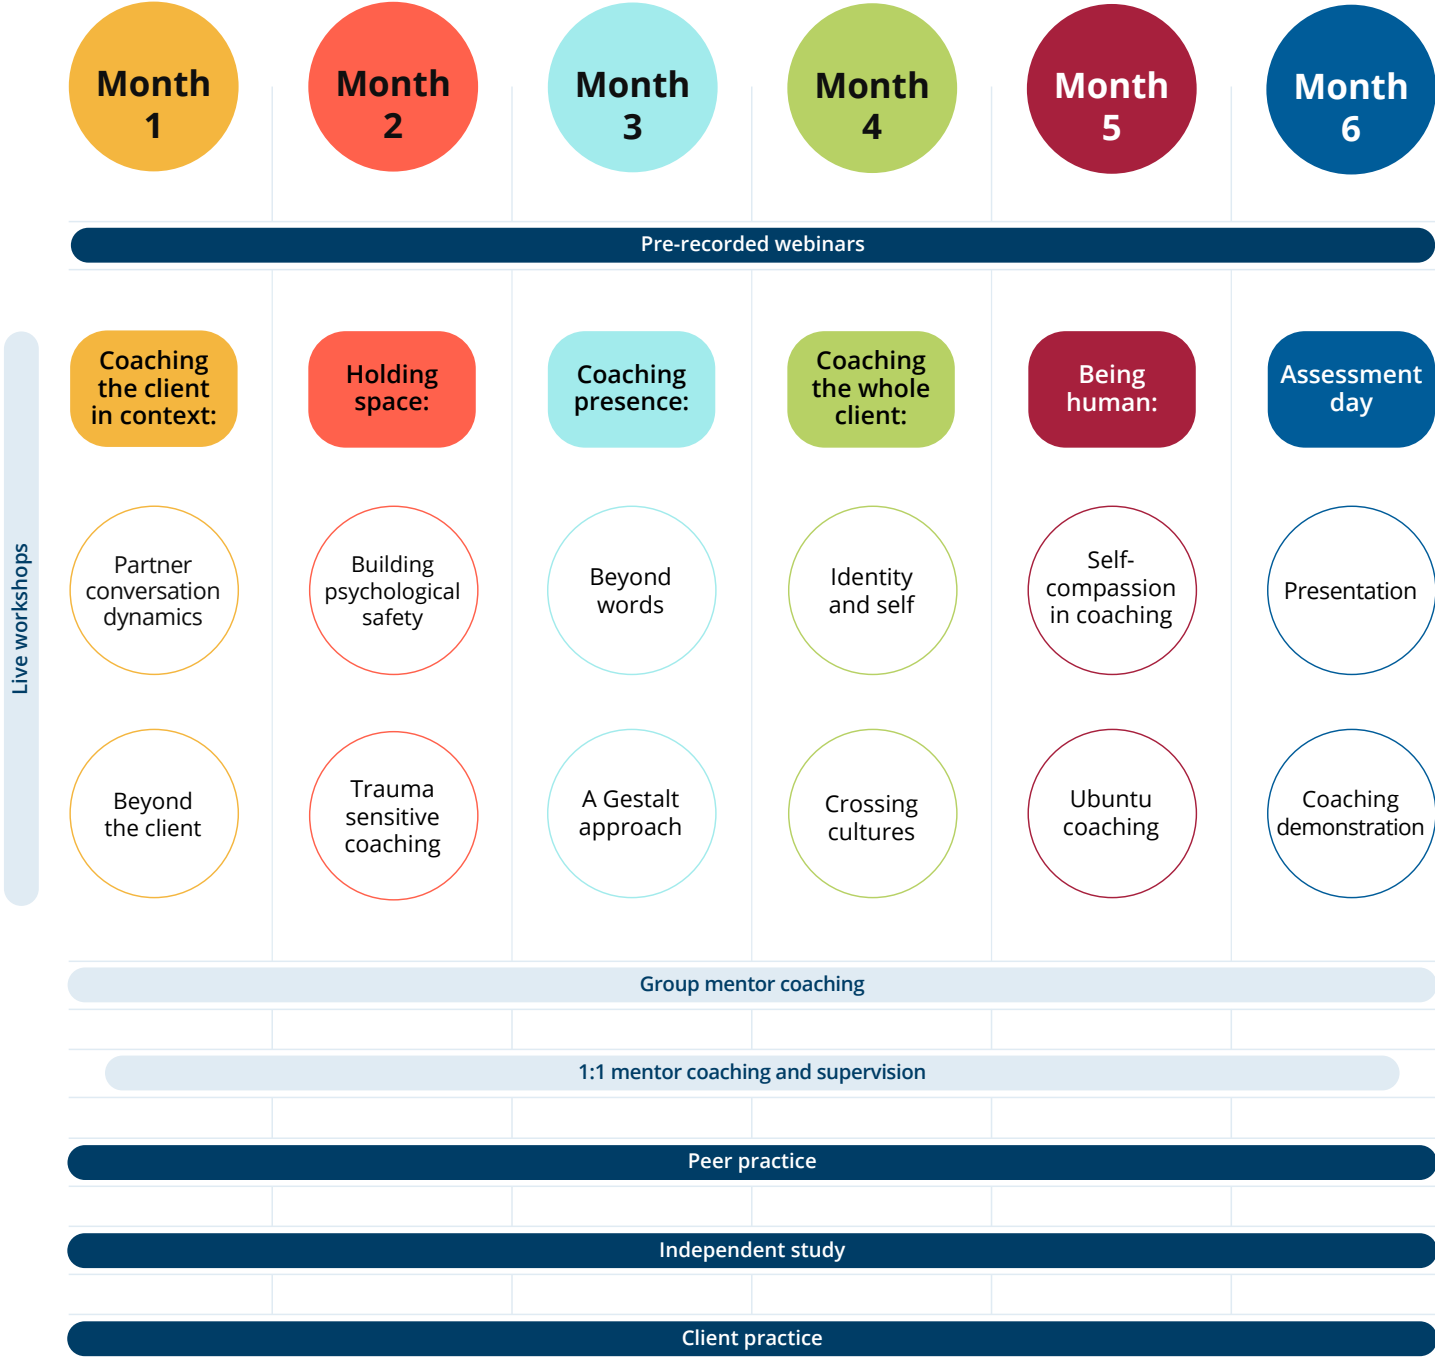 Month
1
Month
2
Month
3
Month
4
Month
5
Month
6
Pre-recorded webinars
Live workshops
Coaching
the client
in context:
Holding
space:
Coaching
presence:
Coaching
the whole
client:
Being
human:
Assessment
day
Partner
conversation
dynamics
Building
psychological
safety
Beyond
words
Identity
and self
Self-
compassion
in coaching
Presentation
Beyond
the client
Trauma
sensitive
coaching
A Gestalt
approach
Crossing
cultures
Ubuntu
coaching
Coaching
demonstration
Group mentor coaching
1:1 mentor coaching and supervision
Peer practice
Independent study
Client practice